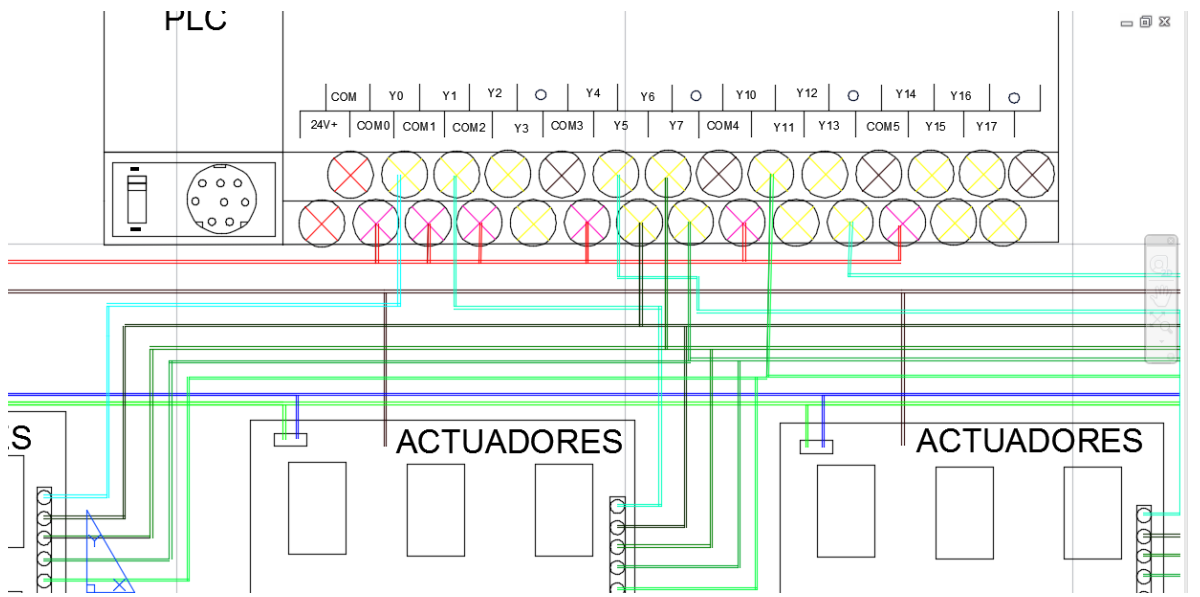 PLC
COM Y0 Y1 Y2 Y4 Y6 Y10 Y12 Y14 Y16
24V+ COM0 COM1 COM2 Y3 COM3 Y5 Y7 COM4 Y11 Y13 COM5 Y15 Y17
S ACTUADORES ACTUADORES
Y
X